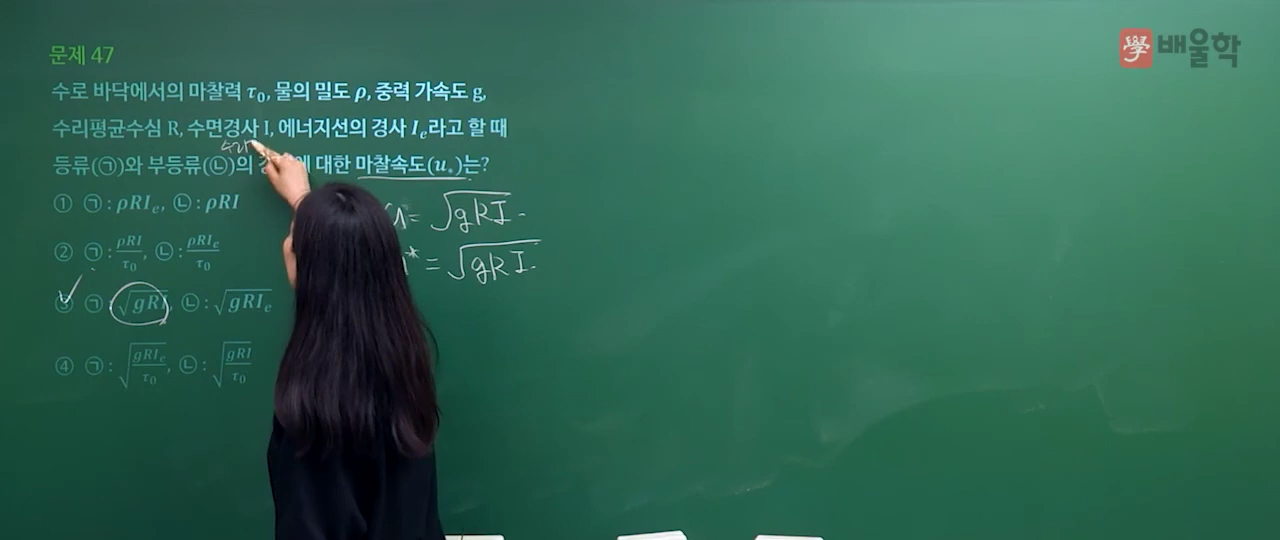 문제 47
學 배울학
수로 바닥에서의 마찰력 τ₀, 물의 밀도 ρ, 중력 가속도 g,
수리평균수심 R, 수면경사 I, 에너지선의 경사 Iₑ라고 할 때
등류(㉠)와 부등류(㉡)의 대한 마찰속도(u*)는?
① ㉠ : ρRIₑ, ㉡ : ρRI
② ㉠ : ρRI/τ₀, ㉡ : ρRIₑ/τ₀
③ ㉠ : √gRI, ㉡ : √gRIₑ
④ ㉠ : √(gRIₑ/τ₀), ㉡ : √(gRI/τ₀)
= √gRI
* = √gRI